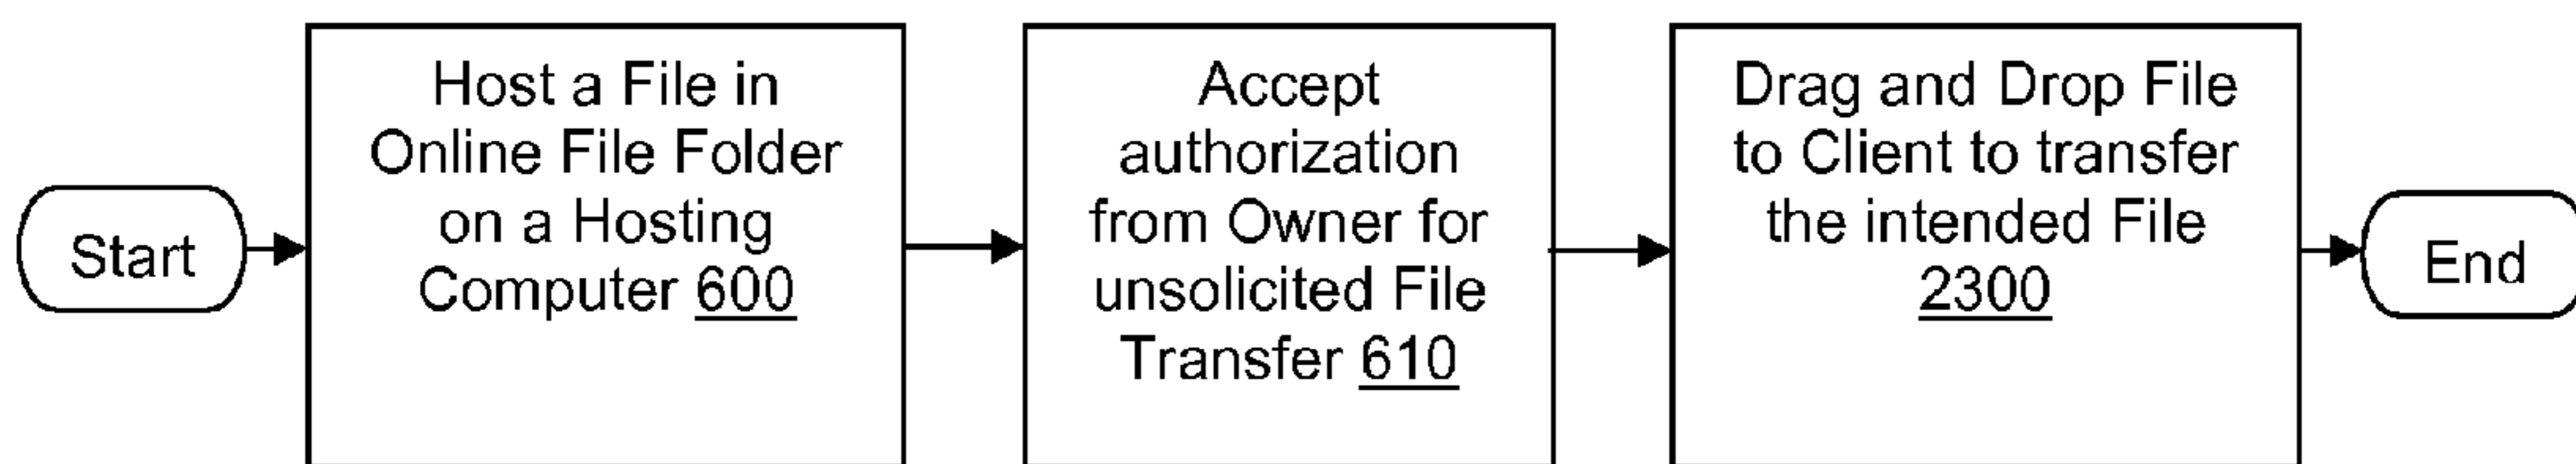 Start
Host a File in
Online File Folder
on a Hosting
Computer 600
Accept
authorization
from Owner for
unsolicited File
Transfer 610
Drag and Drop File
to Client to transfer
the intended File
2300
End